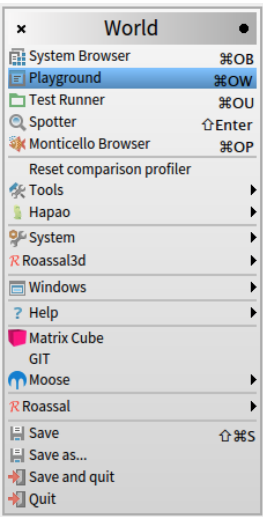 × World ●
System Browser ⌘OB
Playground ⌘OW
Test Runner ⌘OU
Spotter ⇧Enter
Monticello Browser ⌘OP
Reset comparison profiler
Tools
Hapao
System
R Roassal3d
Windows
? Help
Matrix Cube
GIT
Moose
R Roassal
Save ⇧⌘S
Save as...
Save and quit
Quit